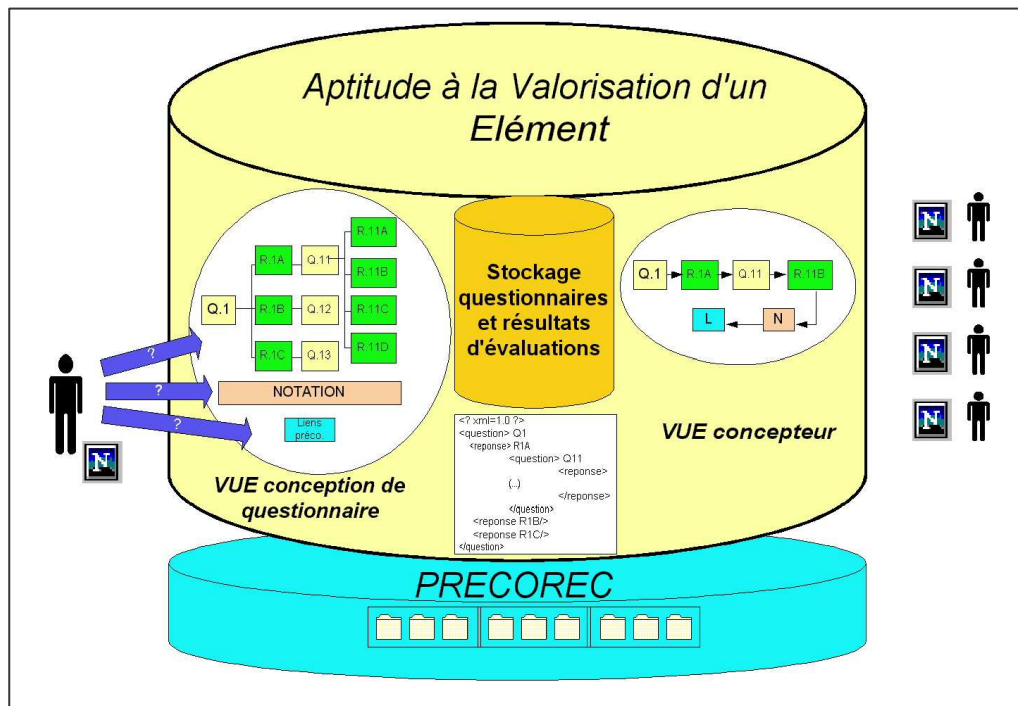 Aptitude à la Valorisation d'un
Elément
R.11A
R.1A
Q.11
R.11B
Q.1
R.1B
Q.12
R.11C
R.1C
Q.13
R.11D
NOTATION
Liens
préco.
?
?
?
N
VUE conception de
questionnaire
Stockage
questionnaires
et résultats
d'évaluations
<? xml=1.0 ?>
<question> Q1
<reponse> R1A
<question> Q11
<reponse>
(...)
</reponse>
</question>
<reponse R1B/>
<reponse R1C/>
</question>
Q.1
R.1A
Q.11
R.11B
L
N
VUE concepteur
N
N
N
N
PRECOREC